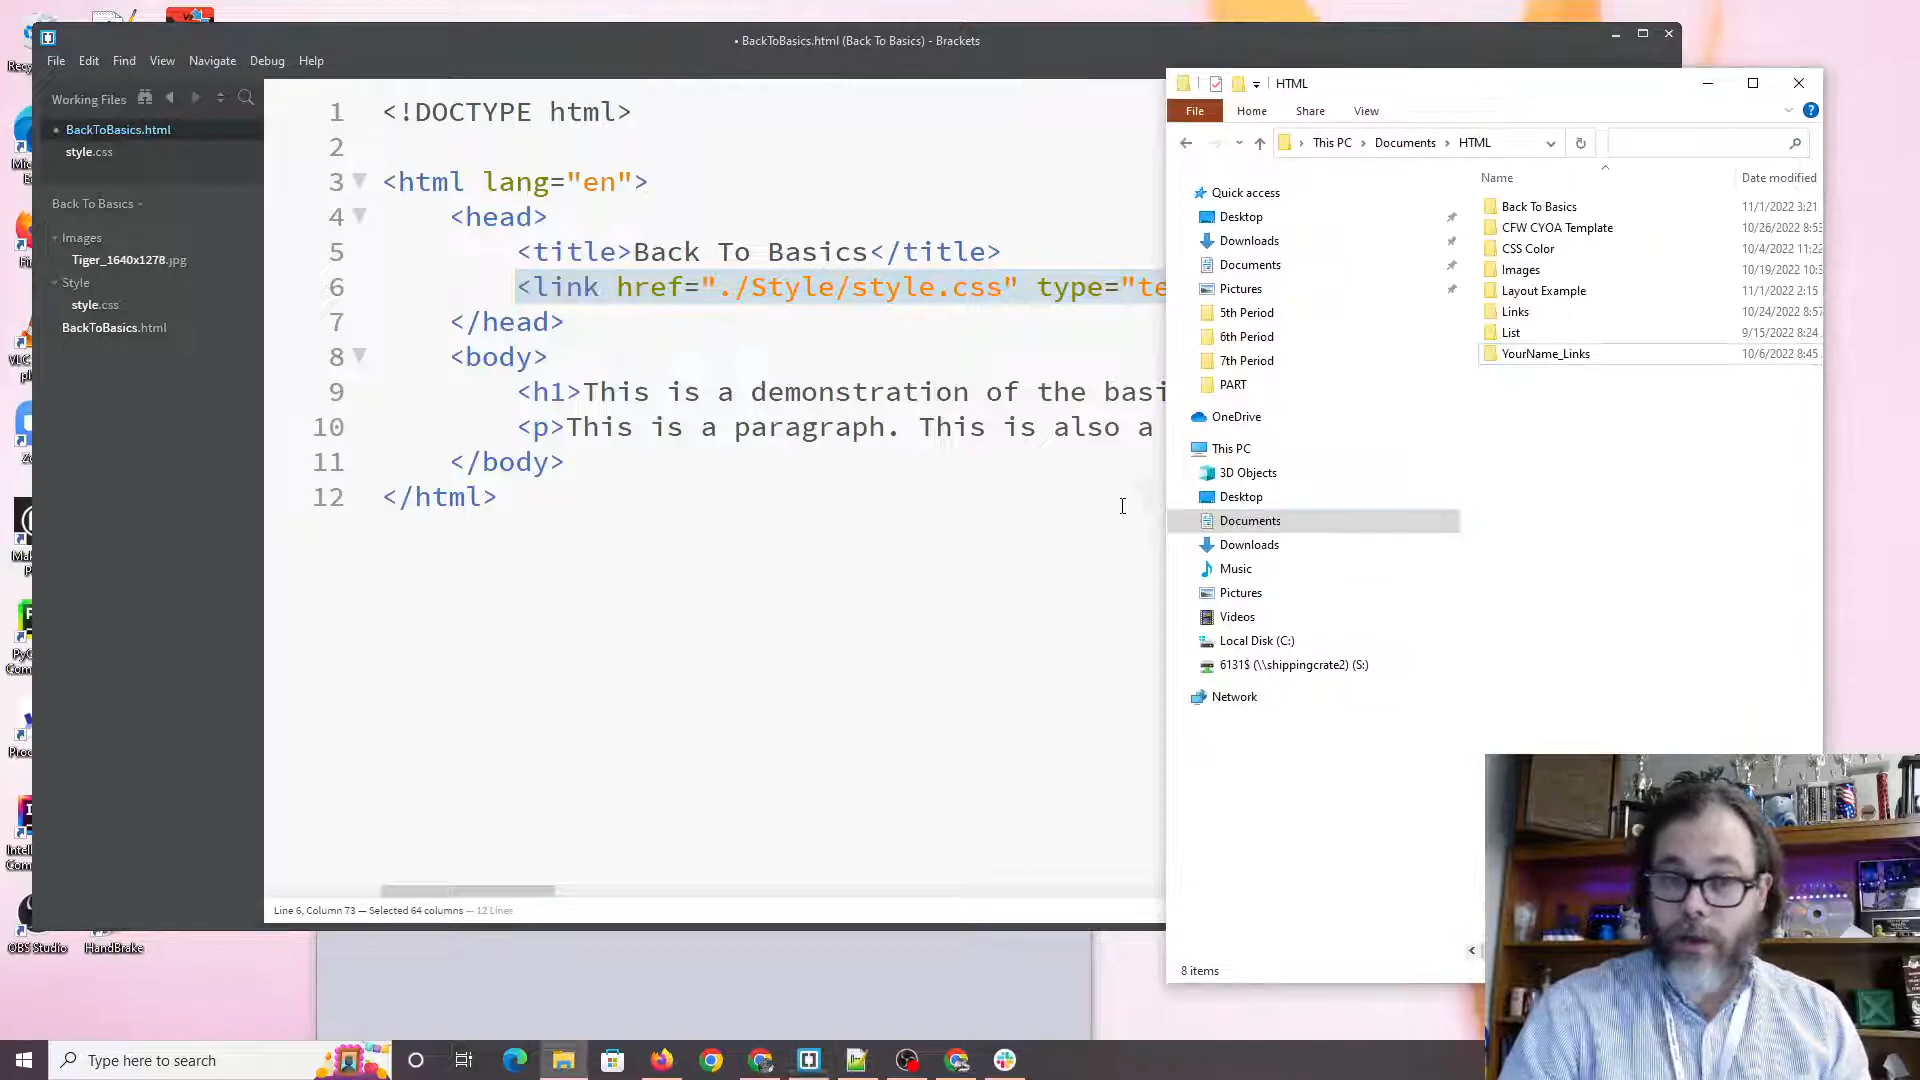 • BackToBasics.html (Back To Basics) - Brackets
File Edit Find View Navigate Debug Help
Working Files
• BackToBasics.html
style.css
Back To Basics
Images
Tiger_1640x1278.jpg
Style
style.css
BackToBasics.html
1 <!DOCTYPE html>
2
3 <html lang="en">
4 <head>
5 <title>Back To Basics</title>
6 <link href="./Style/style.css" type="te
7 </head>
8 <body>
9 <h1>This is a demonstration of the basi
10 <p>This is a paragraph. This is also a
11 </body>
12 </html>
Line 6, Column 73 — Selected 64 columns — 12 Lines
HTML
File Home Share View
This PC Documents HTML
Name Date modified
Quick access
Desktop
Downloads
Documents
Pictures
5th Period
6th Period
7th Period
PART
OneDrive
This PC
3D Objects
Desktop
Documents
Downloads
Music
Pictures
Videos
Local Disk (C:)
6131$ (\\shippingcrate2) (S:)
Network
Back To Basics 11/1/2022 3:21
CFW CYOA Template 10/26/2022 8:53
CSS Color 10/4/2022 11:22
Images 10/19/2022 10:3
Layout Example 11/1/2022 2:15
Links 10/24/2022 8:57
List 9/15/2022 8:24
YourName_Links 10/6/2022 8:45
8 items
OBS Studio HandBrake
Type here to search